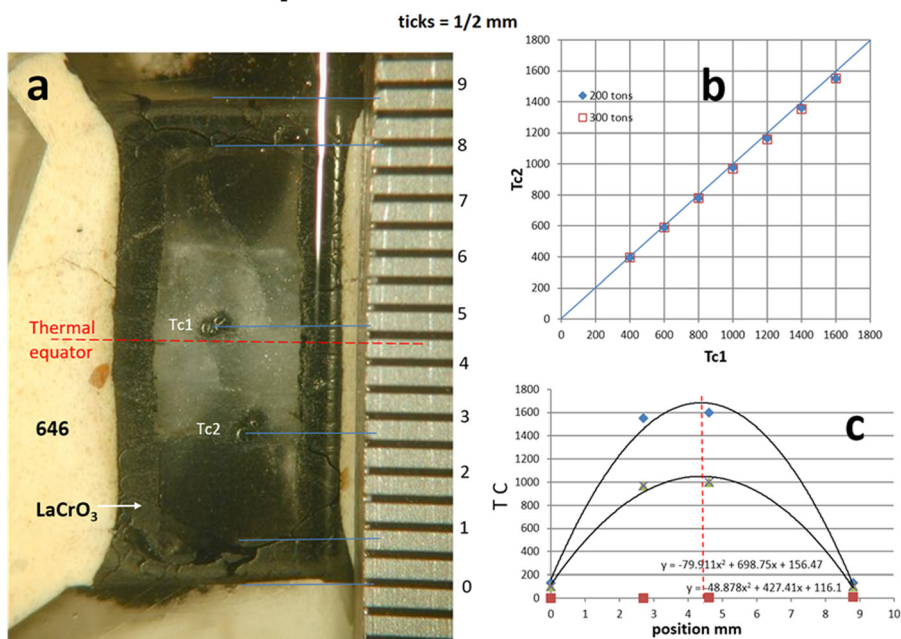 ticks = 1/2 mm
a
9
8
7
6
5
4
3
2
1
0
Tc1
Thermal
equator
Tc2
646
LaCrO₃
b
1800
1600
1400
1200
1000
800
600
400
200
0
Tc2
200 tons
300 tons
0 200 400 600 800 1000 1200 1400 1600 1800
Tc1
c
1800
1600
1400
1200
1000
800
600
400
200
0
T C
y = -79.911x² + 698.75x + 156.47
y = -48.878x² + 427.41x + 116.1
0 1 2 3 4 5 6 7 8 9 10
position mm